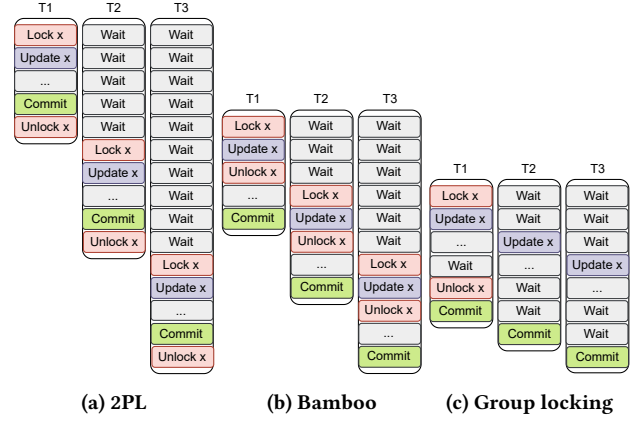 T1
Lock x
Update x
...
Commit
Unlock x
T2
Wait
Wait
Wait
Wait
Wait
Lock x
Update x
...
Commit
Unlock x
T3
Wait
Wait
Wait
Wait
Wait
Wait
Wait
Wait
Wait
Wait
Lock x
Update x
...
Commit
Unlock x
(a) 2PL
T1
Lock x
Update x
Unlock x
...
Commit
T2
Wait
Wait
Wait
Lock x
Update x
Unlock x
...
Commit
T3
Wait
Wait
Wait
Wait
Wait
Wait
Lock x
Update x
Unlock x
...
Commit
(b) Bamboo
T1
Lock x
Update x
...
Wait
Unlock x
Commit
T2
Wait
Wait
Update x
...
Wait
Wait
Commit
T3
Wait
Wait
Wait
Update x
...
Wait
Wait
Commit
(c) Group locking